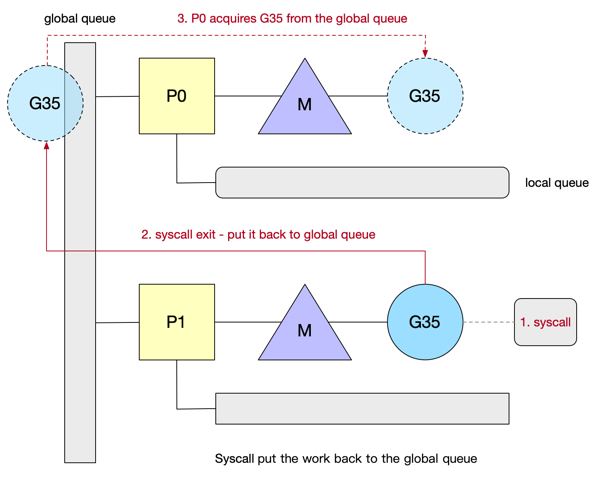 global queue
3. P0 acquires G35 from the global queue
G35
P0
M
G35
local queue
2. syscall exit - put it back to global queue
P1
M
G35
1. syscall
Syscall put the work back to the global queue